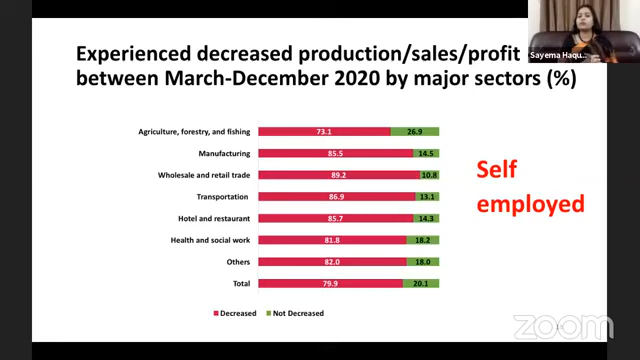 Experienced decreased production/sales/profit
between March-December 2020 by major sectors (%)
Sayema Haqu...
Agriculture, forestry, and fishing 73.1 26.9
Manufacturing 85.5 14.5
Wholesale and retail trade 89.2 10.8
Transportation 86.9 13.1
Hotel and restaurant 85.7 14.3
Health and social work 81.8 18.2
Others 82.0 18.0
Total 79.9 20.1
Self
employed
Decreased Not Decreased
zoom